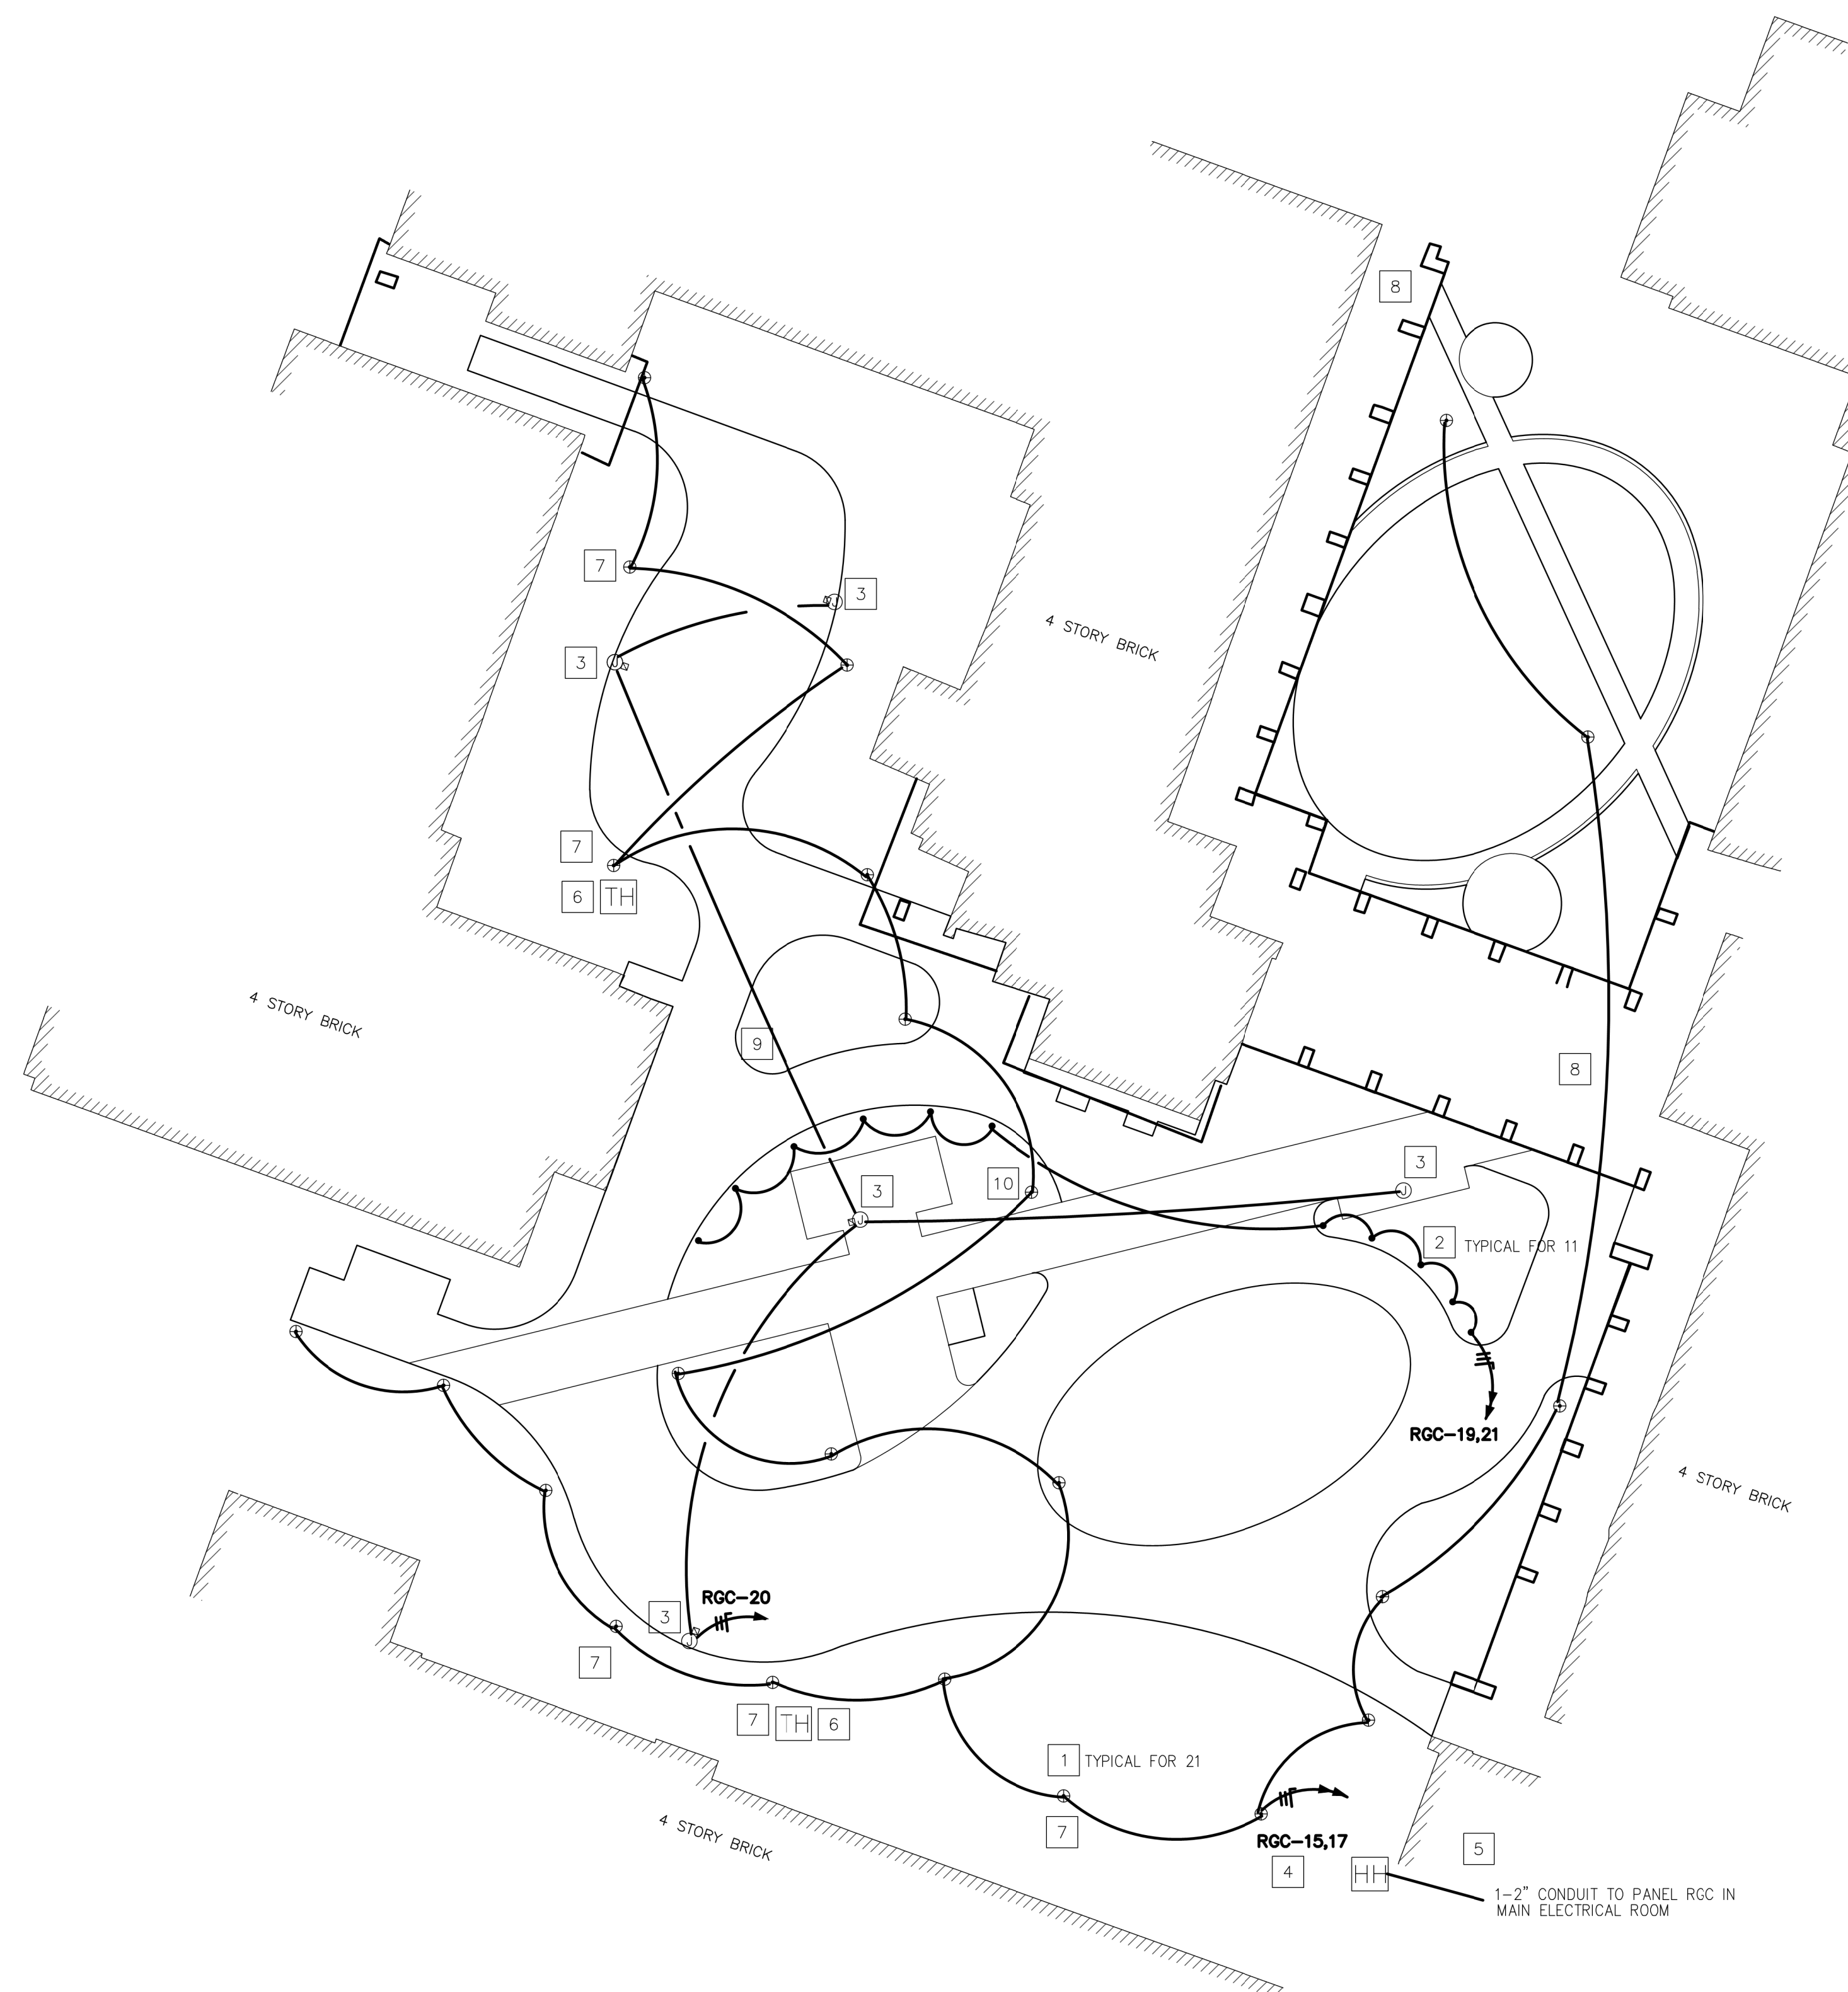 8
7
3
3
4 STORY BRICK
7
6 TH
4 STORY BRICK
9
8
3
10
3
2 TYPICAL FOR 11
RGC-19,21
4 STORY BRICK
RGC-20
3
7
7 TH 6
1 TYPICAL FOR 21
7
4 STORY BRICK
RGC-15,17
4
HH
5
1-2" CONDUIT TO PANEL RGC IN
MAIN ELECTRICAL ROOM
J
J
J
J
J